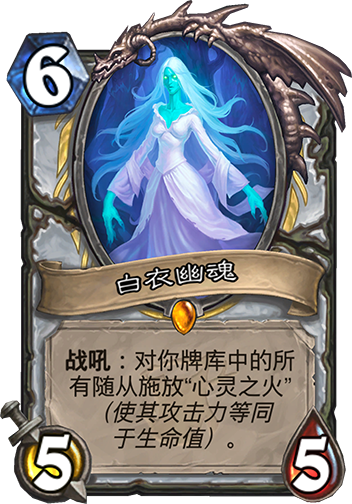 6
白衣幽魂
战吼：对你牌库中的所
有随从施放“心灵之火”
（使其攻击力等同
于生命值）。
5
5